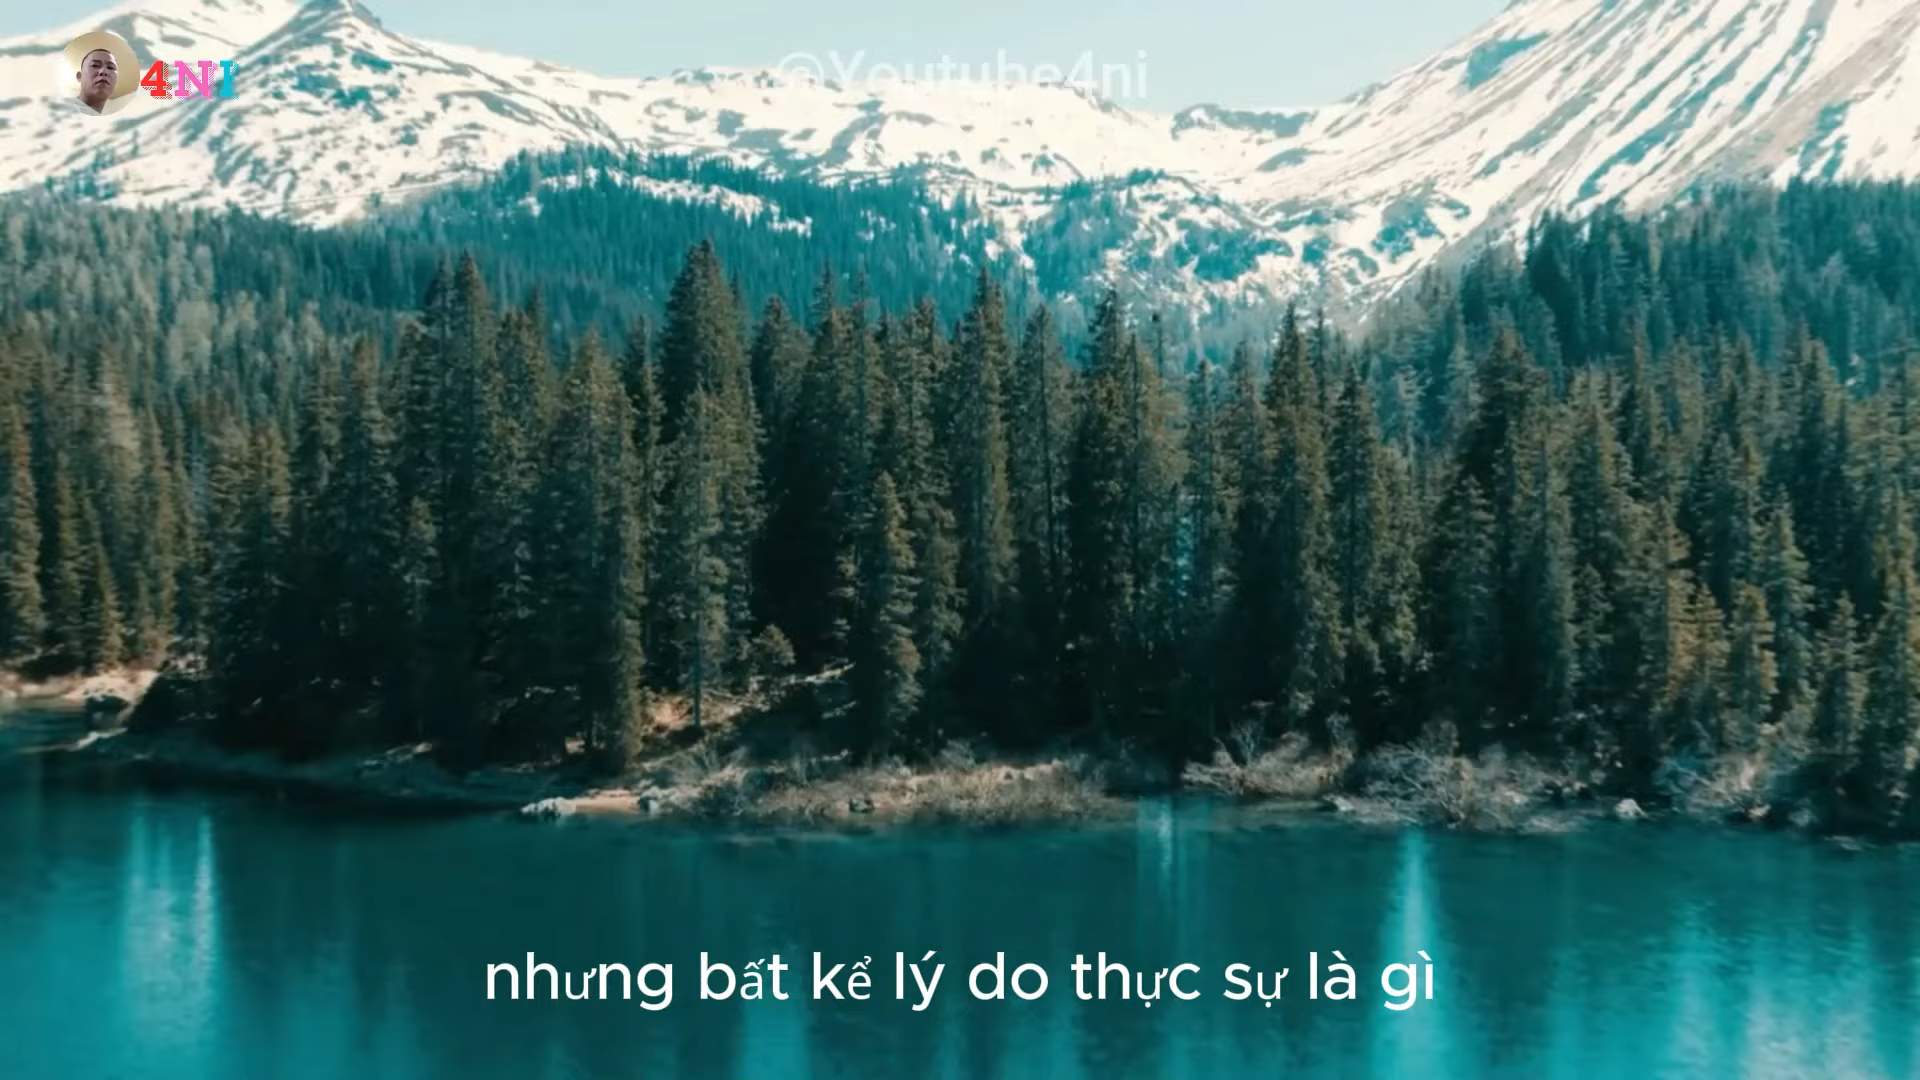 4NI
@Youtube4ni
nhưng bất kể lý do thực sự là gì